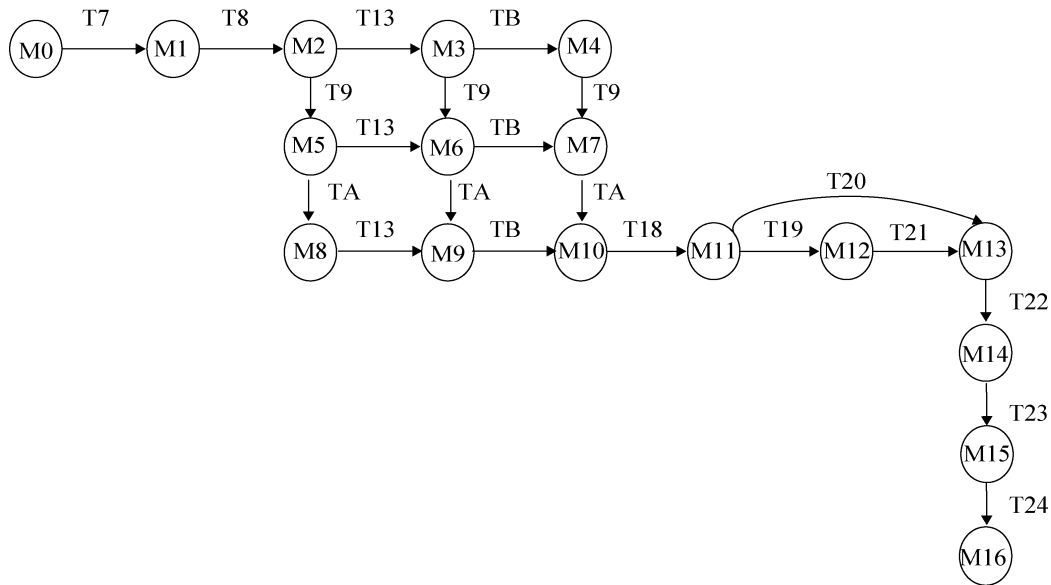 T7 T8 T13 TB
M0 M1 M2 M3 M4
T9 T9 T9
T13 TB
M5 M6 M7
TA TA TA
T20
T13 TB T18 T19 T21
M8 M9 M10 M11 M12 M13
T22
M14
T23
M15
T24
M16